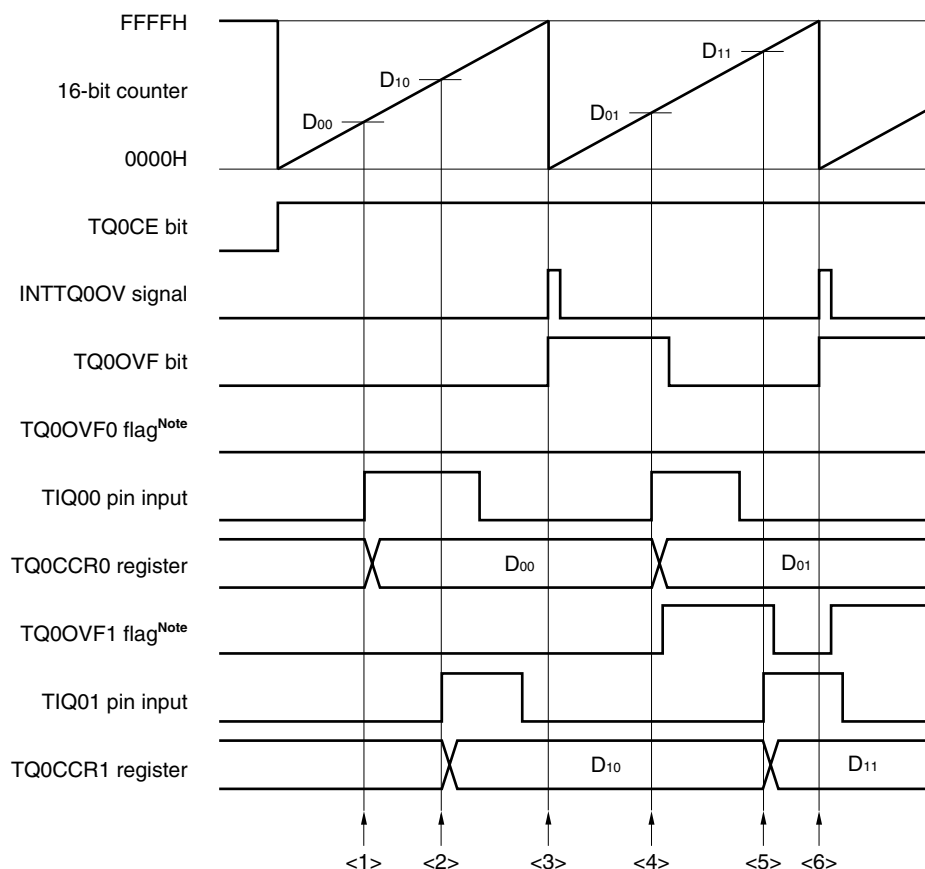 FFFFH
D11
D10
16-bit counter
D00
D01
0000H
TQ0CE bit
INTTQ0OV signal
TQ0OVF bit
TQ0OVF0 flagNote
TIQ00 pin input
TQ0CCR0 register
D00
D01
TQ0OVF1 flagNote
TIQ01 pin input
TQ0CCR1 register
D10
D11
<1> <2> <3> <4> <5> <6>